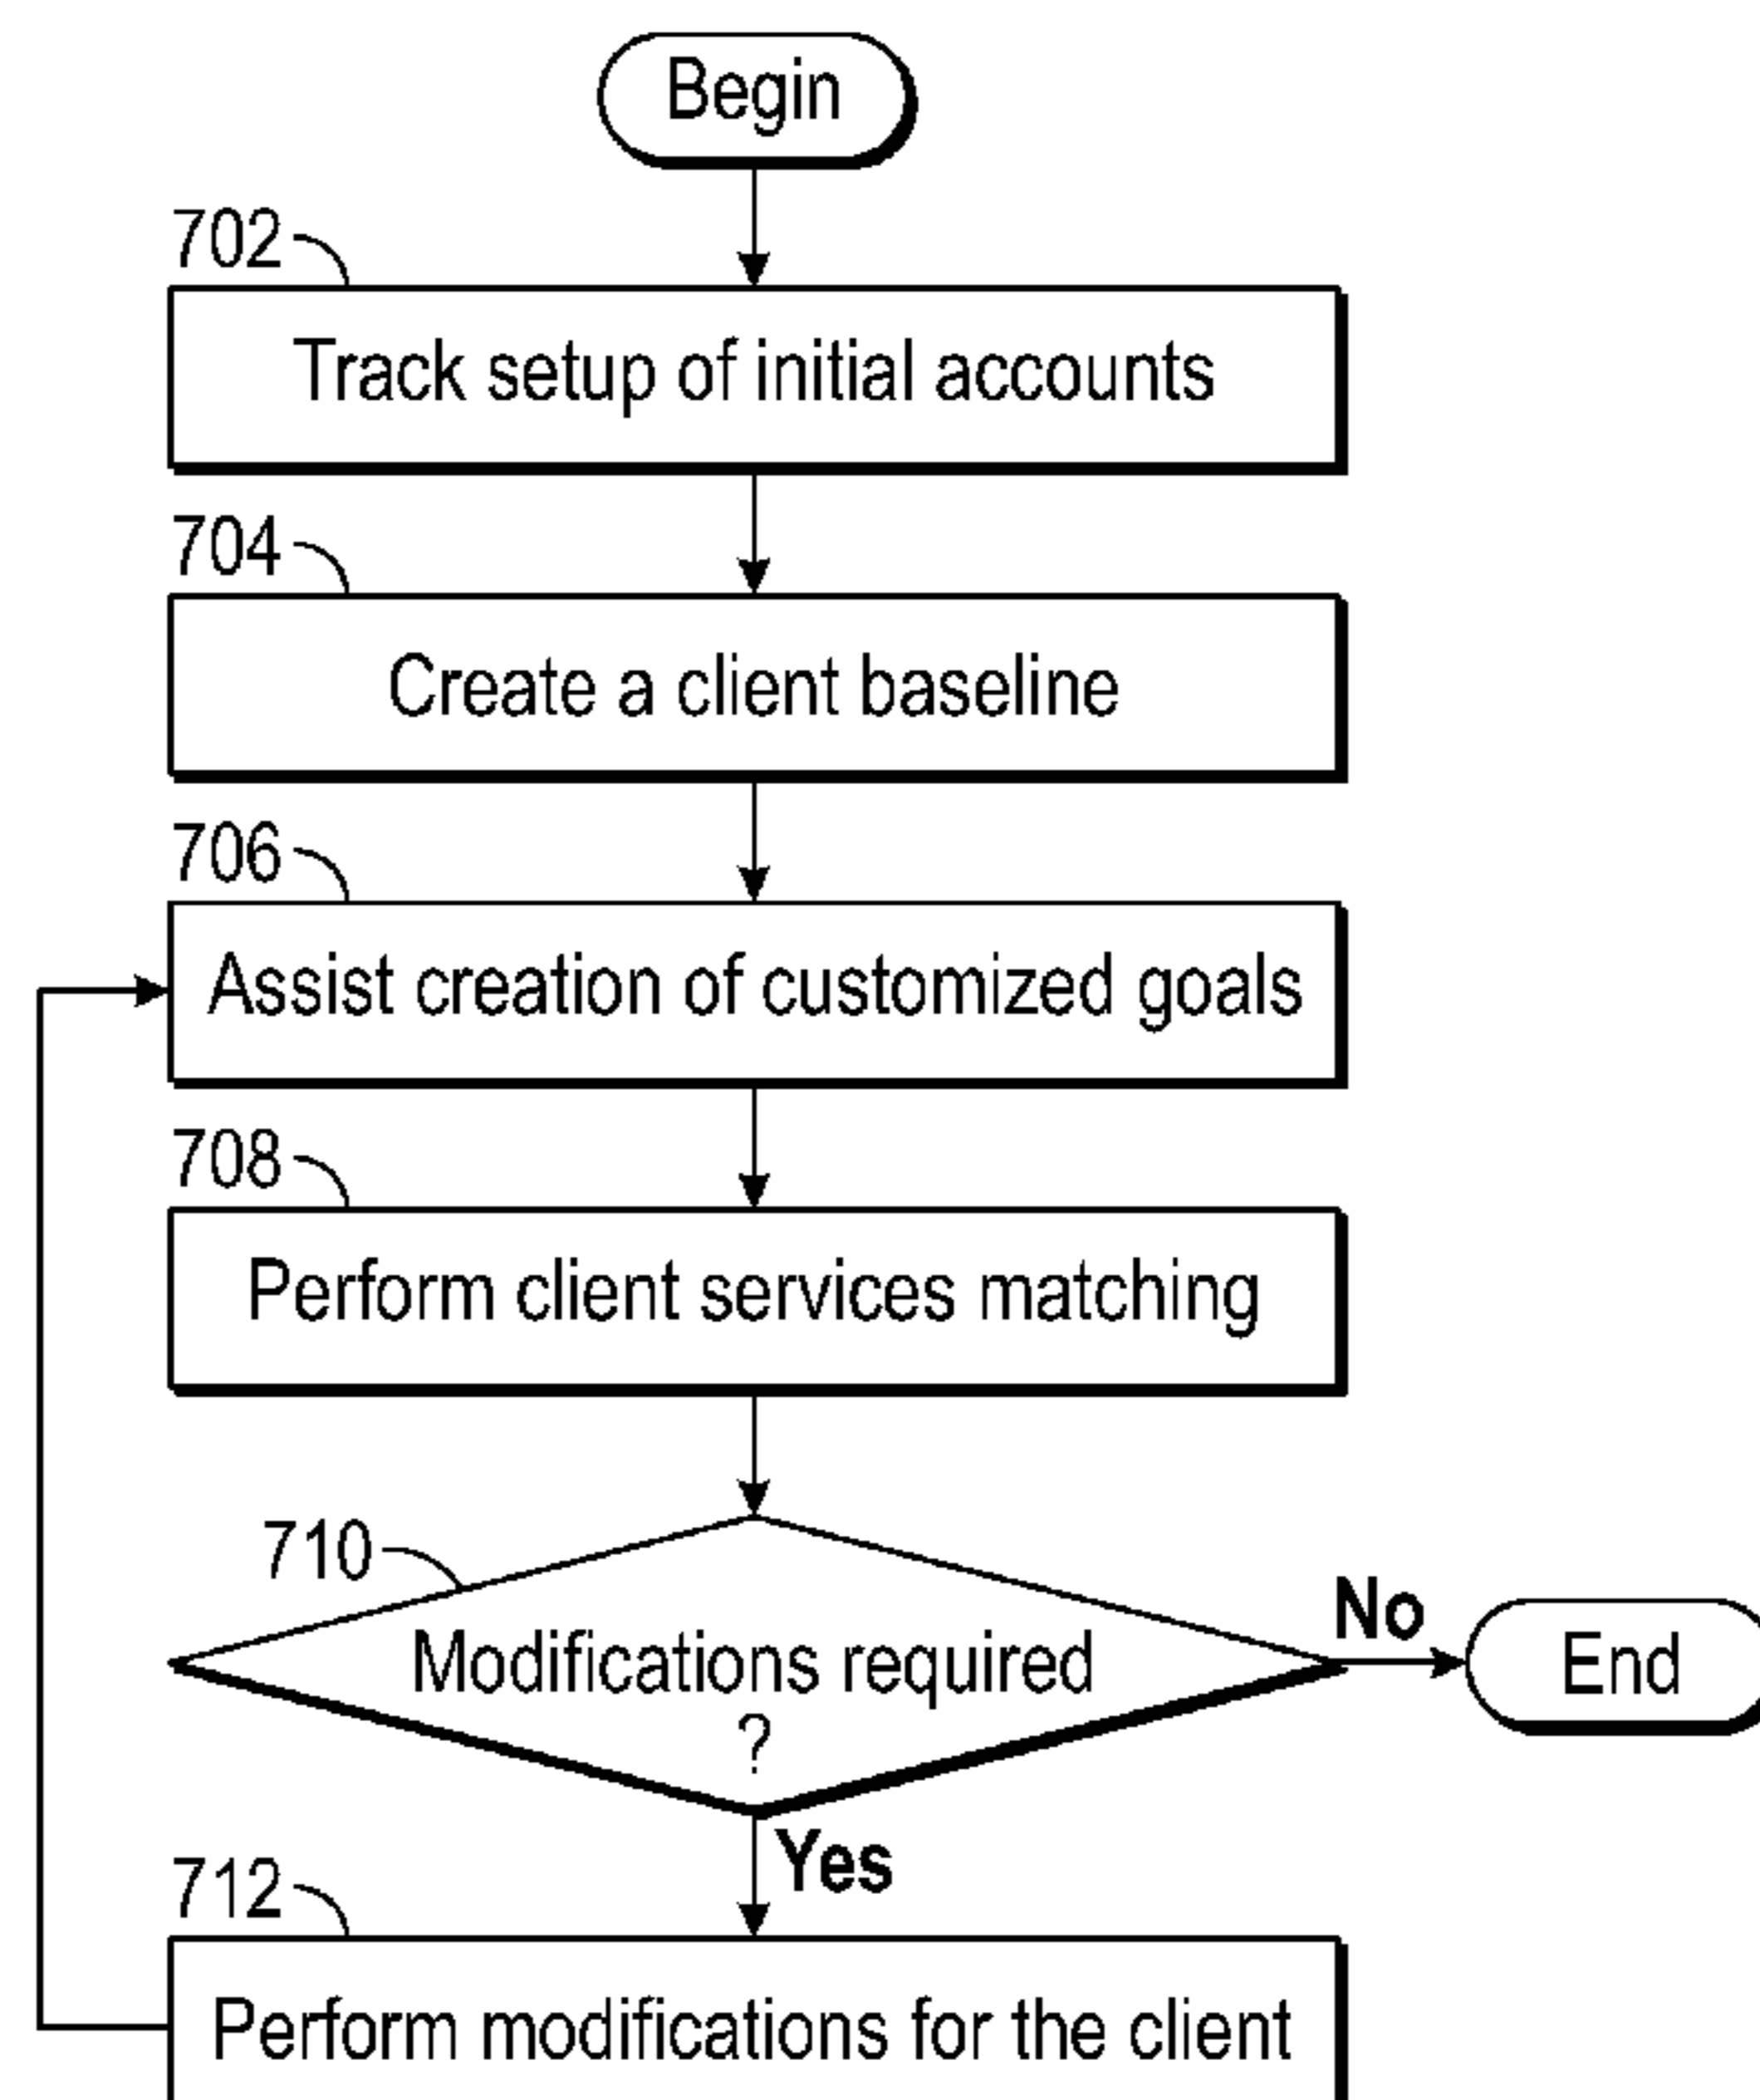 Begin
702
Track setup of initial accounts
704
Create a client baseline
706
Assist creation of customized goals
708
Perform client services matching
710
Modifications required
?
No
End
Yes
712
Perform modifications for the client